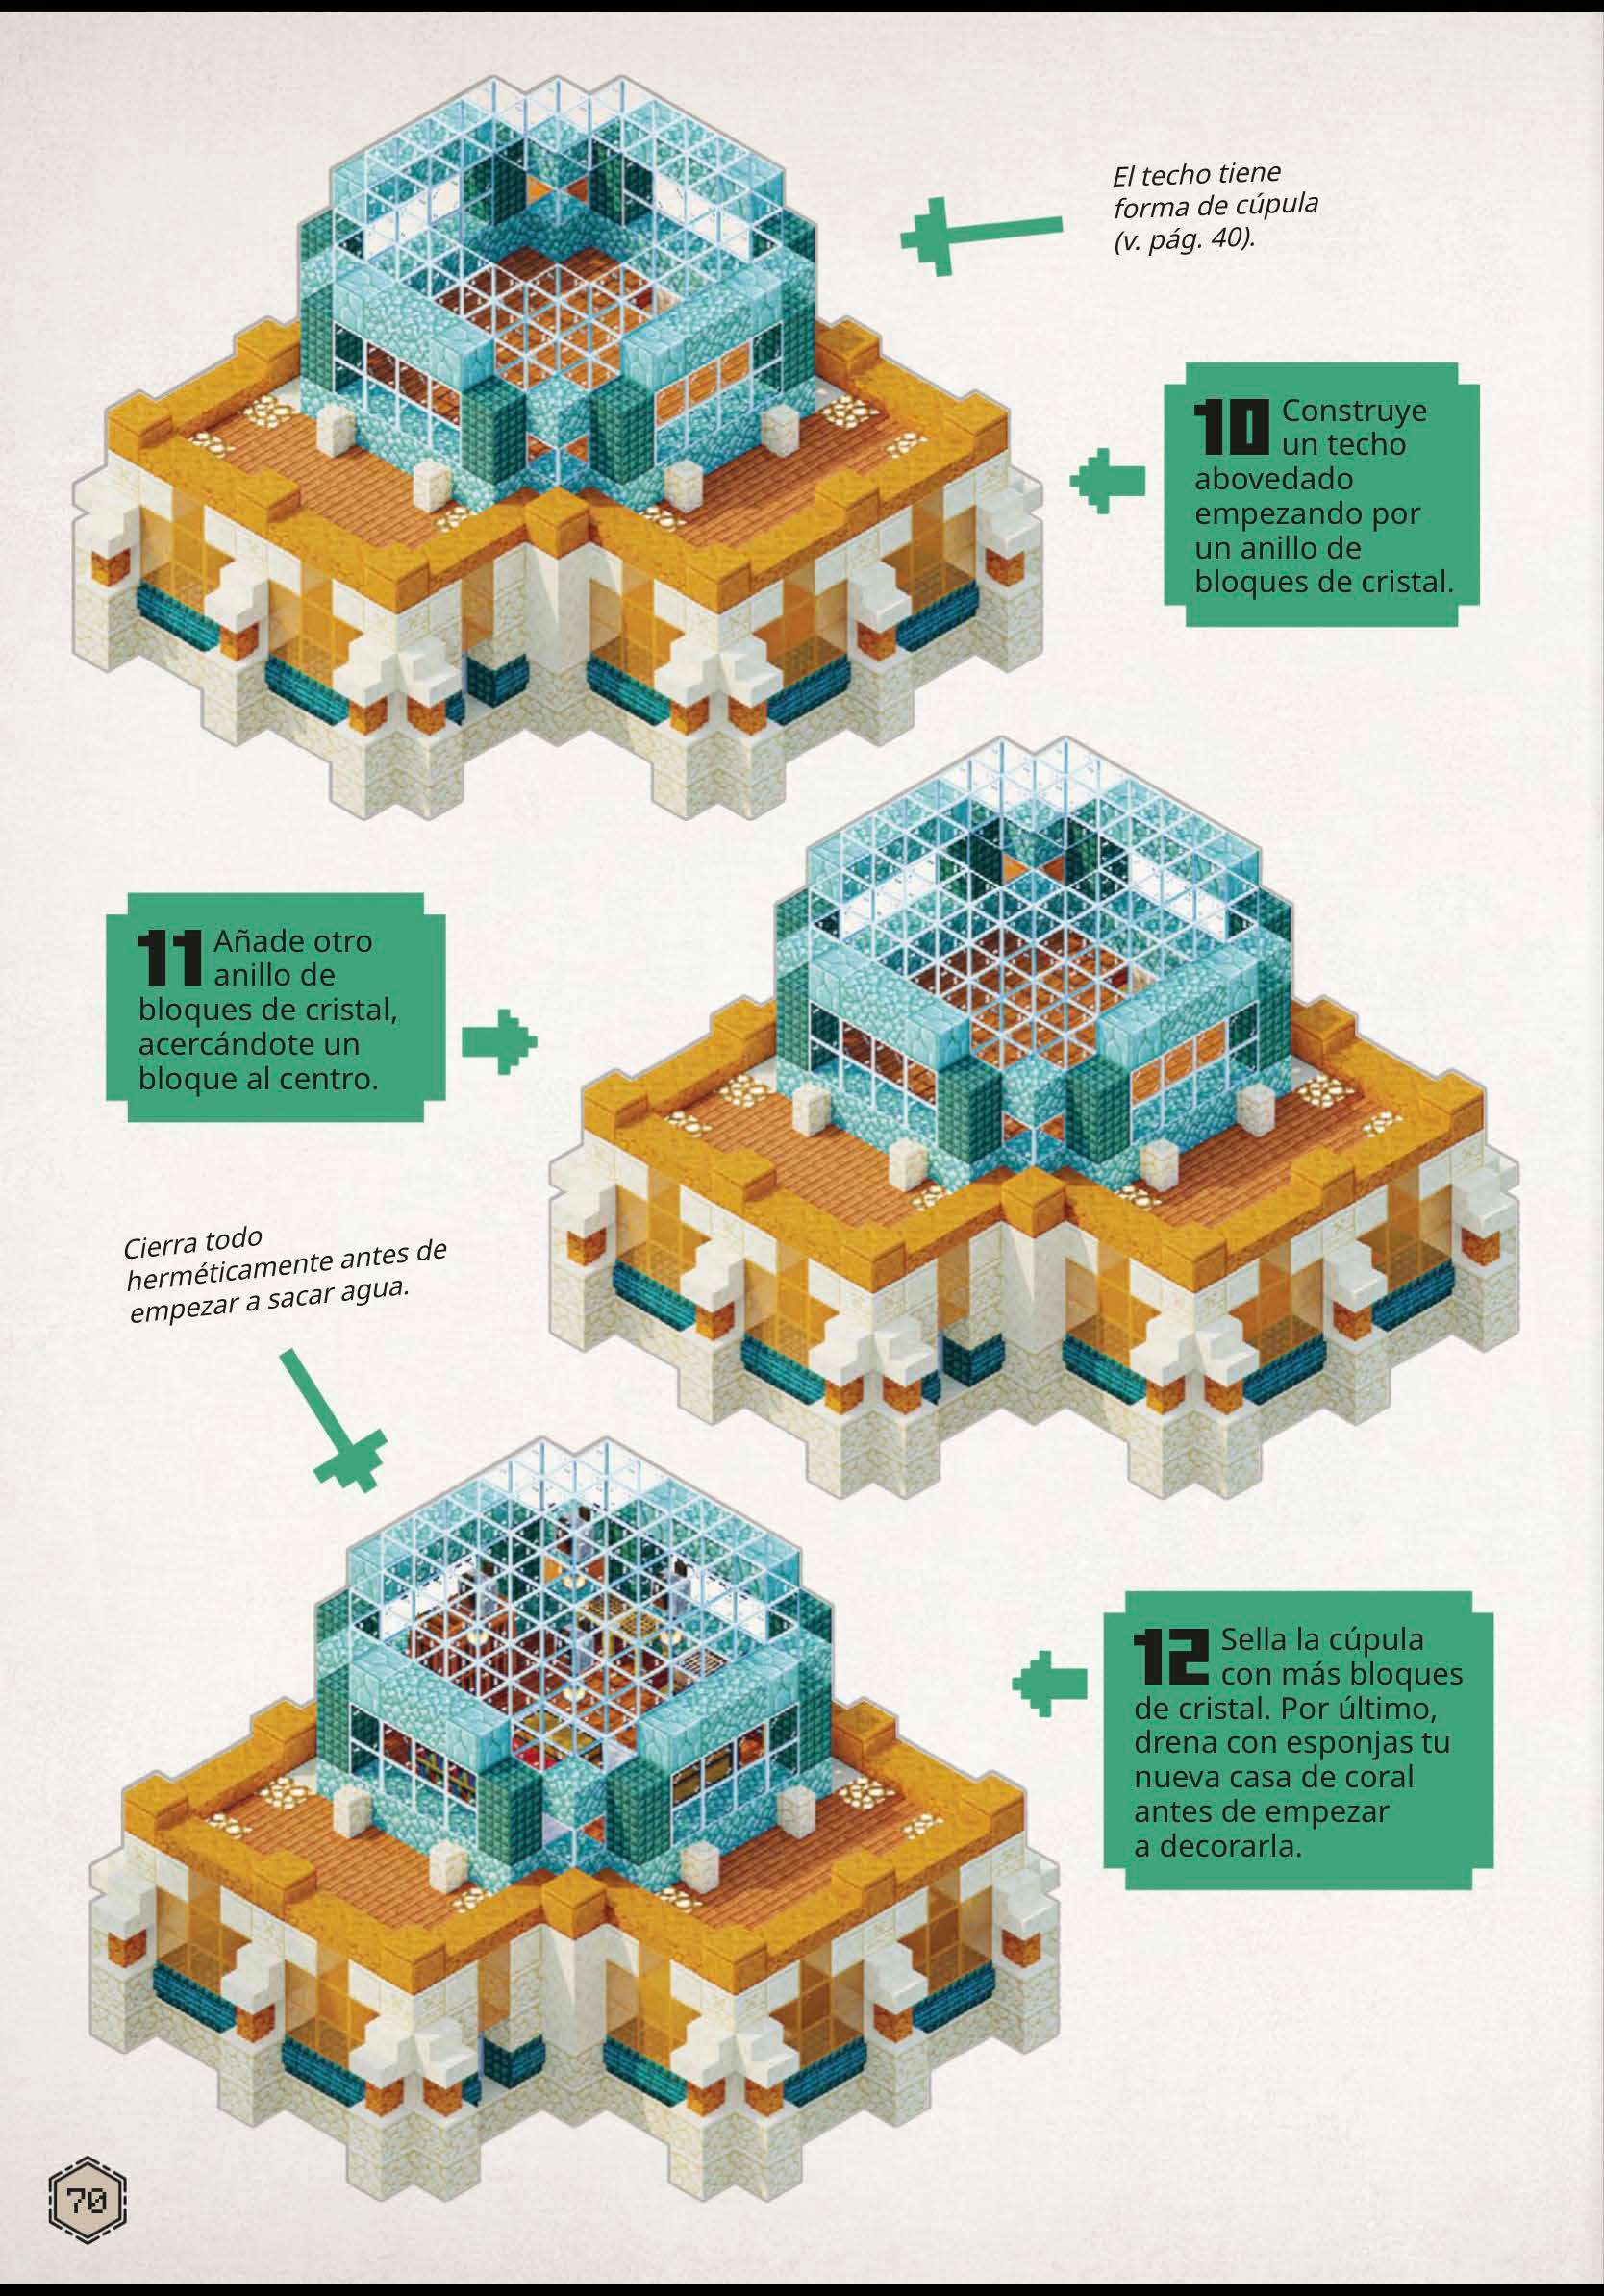 El techo tiene
forma de cúpula
(v. pág. 40).
10 Construye
un techo
abovedado
empezando por
un anillo de
bloques de cristal.
11 Añade otro
anillo de
bloques de cristal,
acercándote un
bloque al centro.
Cierra todo
herméticamente antes de
empezar a sacar agua.
12 Sella la cúpula
con más bloques
de cristal. Por último,
drena con esponjas tu
nueva casa de coral
antes de empezar
a decorarla.
70